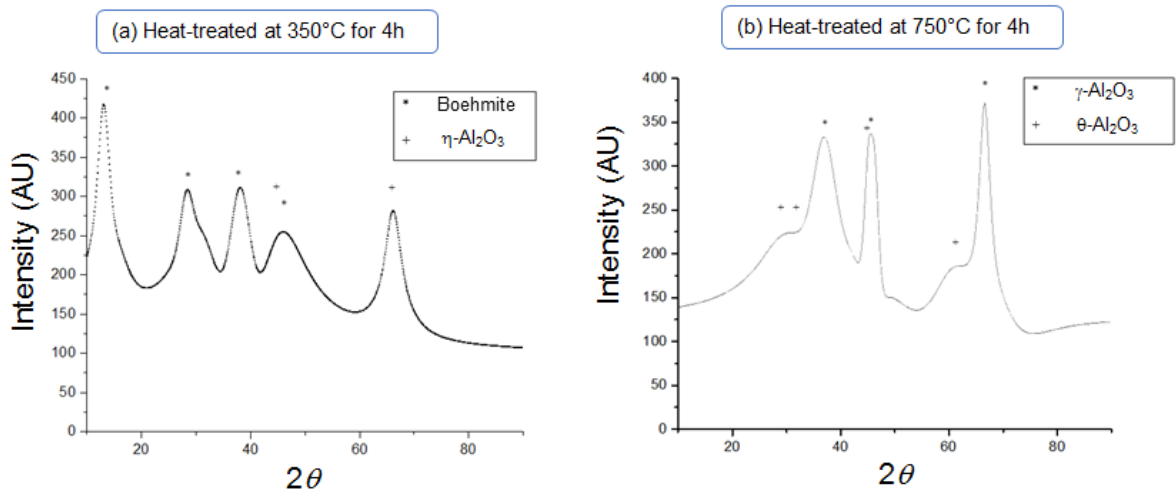 (a) Heat-treated at 350°C for 4h
450
400
350
300
250
200
150
100
50
0
20
40
60
80
Intensity (AU)
2θ
* Boehmite
+ η-Al₂O₃
(b) Heat-treated at 750°C for 4h
400
350
300
250
200
150
100
50
0
20
40
60
80
Intensity (AU)
2θ
* γ-Al₂O₃
+ θ-Al₂O₃